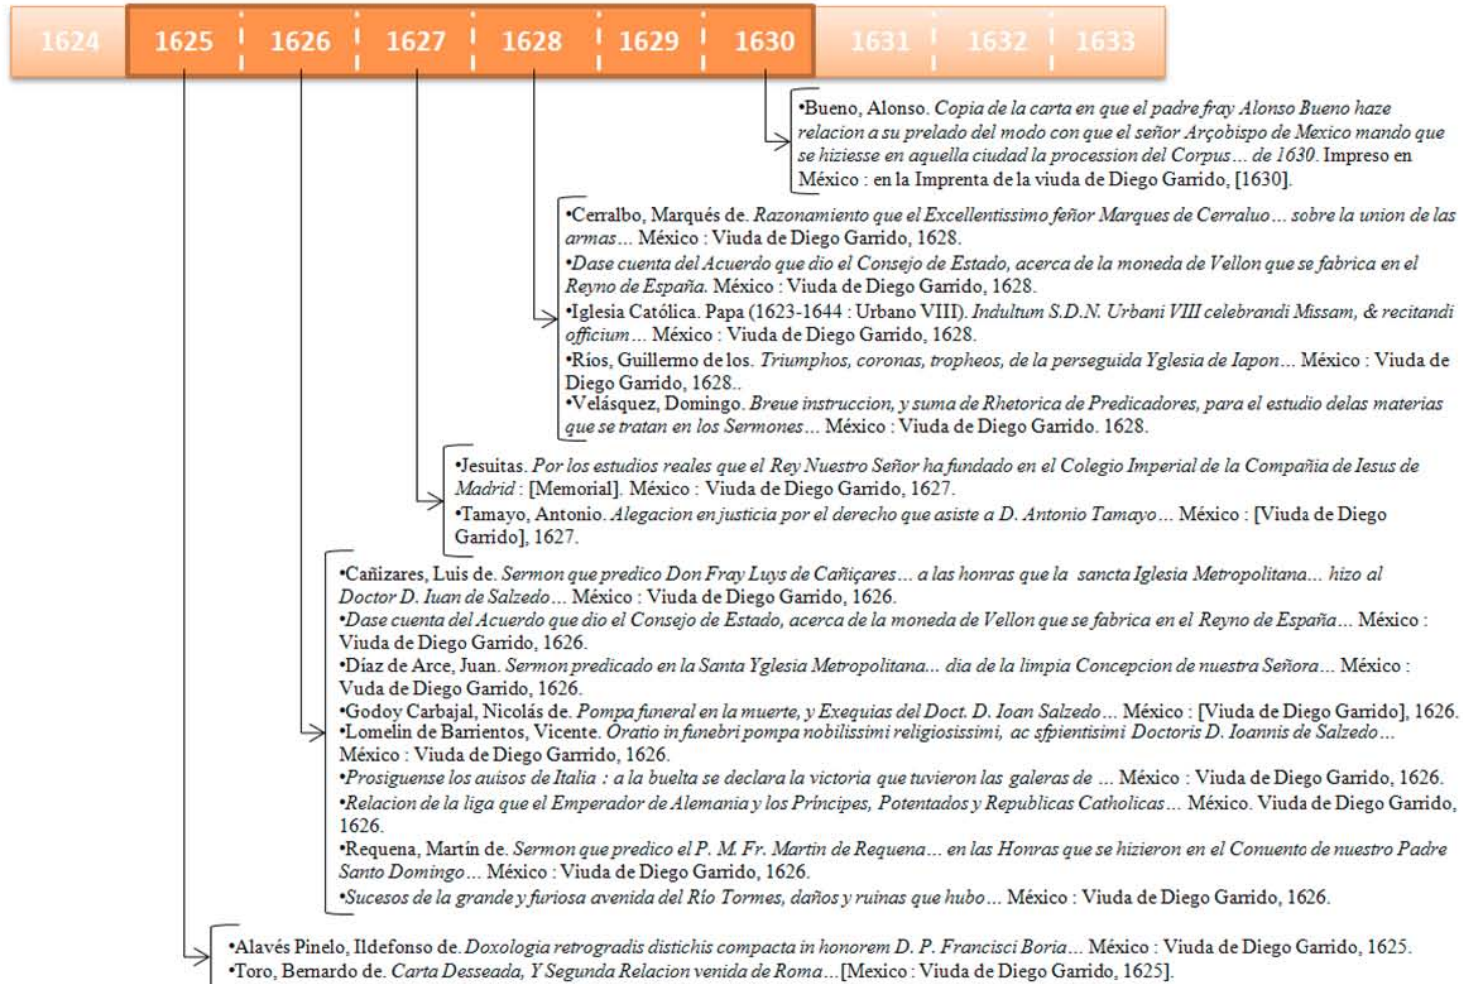 1624 1625 1626 1627 1628 1629 1630 1631 1632 1633
•Bueno, Alonso. Copia de la carta en que el padre fray Alonso Bueno haze
relacion a su prelado del modo con que el señor Arçobispo de Mexico mando que
se hiziesse en aquella ciudad la procession del Corpus... de 1630. Impreso en
México : en la Imprenta de la viuda de Diego Garrido, [1630].
•Cerralbo, Marqués de. Razonamiento que el Excellentissimo feñor Marques de Cerraluo... sobre la union de las
armas... México : Viuda de Diego Garrido, 1628.
•Dase cuenta del Acuerdo que dio el Consejo de Estado, acerca de la moneda de Vellon que se fabrica en el
Reyno de España. México : Viuda de Diego Garrido, 1628.
•Iglesia Católica. Papa (1623-1644 : Urbano VIII). Indultum S.D.N. Urbani VIII celebrandi Missam, & recitandi
officium... México : Viuda de Diego Garrido, 1628.
•Ríos, Guillermo de los. Triumphos, coronas, tropheos, de la perseguida Yglesia de Iapon... México : Viuda de
Diego Garrido, 1628..
•Velásquez, Domingo. Breue instruccion, y suma de Rhetorica de Predicadores, para el estudio delas materias
que se tratan en los Sermones... México : Viuda de Diego Garrido. 1628.
•Jesuitas. Por los estudios reales que el Rey Nuestro Señor ha fundado en el Colegio Imperial de la Compañia de Iesus de
Madrid : [Memorial]. México : Viuda de Diego Garrido, 1627.
•Tamayo, Antonio. Alegacion en justicia por el derecho que asiste a D. Antonio Tamayo... México : [Viuda de Diego
Garrido], 1627.
•Cañizares, Luis de. Sermon que predico Don Fray Luys de Cañiçares... a las honras que la sancta Iglesia Metropolitana... hizo al
Doctor D. Iuan de Salzedo... México : Viuda de Diego Garrido, 1626.
•Dase cuenta del Acuerdo que dio el Consejo de Estado, acerca de la moneda de Vellon que se fabrica en el Reyno de España... México :
Viuda de Diego Garrido, 1626.
•Díaz de Arce, Juan. Sermon predicado en la Santa Yglesia Metropolitana... dia de la limpia Concepcion de nuestra Señora... México :
Vuda de Diego Garrido, 1626.
•Godoy Carbajal, Nicolás de. Pompa funeral en la muerte, y Exequias del Doct. D. Ioan Salzedo... México : [Viuda de Diego Garrido], 1626.
•Lomelin de Barrientos, Vicente. Oratio in funebri pompa nobilissimi religiosissimi, ac sfpientisimi Doctoris D. Ioannis de Salzedo...
México : Viuda de Diego Garrrido, 1626.
•Prosiguense los auisos de Italia : a la buelta se declara la victoria que tuvieron las galeras de ... México : Viuda de Diego Garrido, 1626.
•Relacion de la liga que el Emperador de Alemania y los Príncipes, Potentados y Republicas Catholicas... México. Viuda de Diego Garrido,
1626.
•Requena, Martín de. Sermon que predico el P. M. Fr. Martin de Requena... en las Honras que se hizieron en el Conuento de nuestro Padre
Santo Domingo... México : Viuda de Diego Garrido, 1626.
•Sucesos de la grande y furiosa avenida del Río Tormes, daños y ruinas que hubo... México : Viuda de Diego Garrido, 1626.
•Alavés Pinelo, Ildefonso de. Doxologia retrogradis distichis compacta in honorem D. P. Francisci Boria... México : Viuda de Diego Garrido, 1625.
•Toro, Bernardo de. Carta Desseada, Y Segunda Relacion venida de Roma...[Mexico : Viuda de Diego Garrido, 1625].